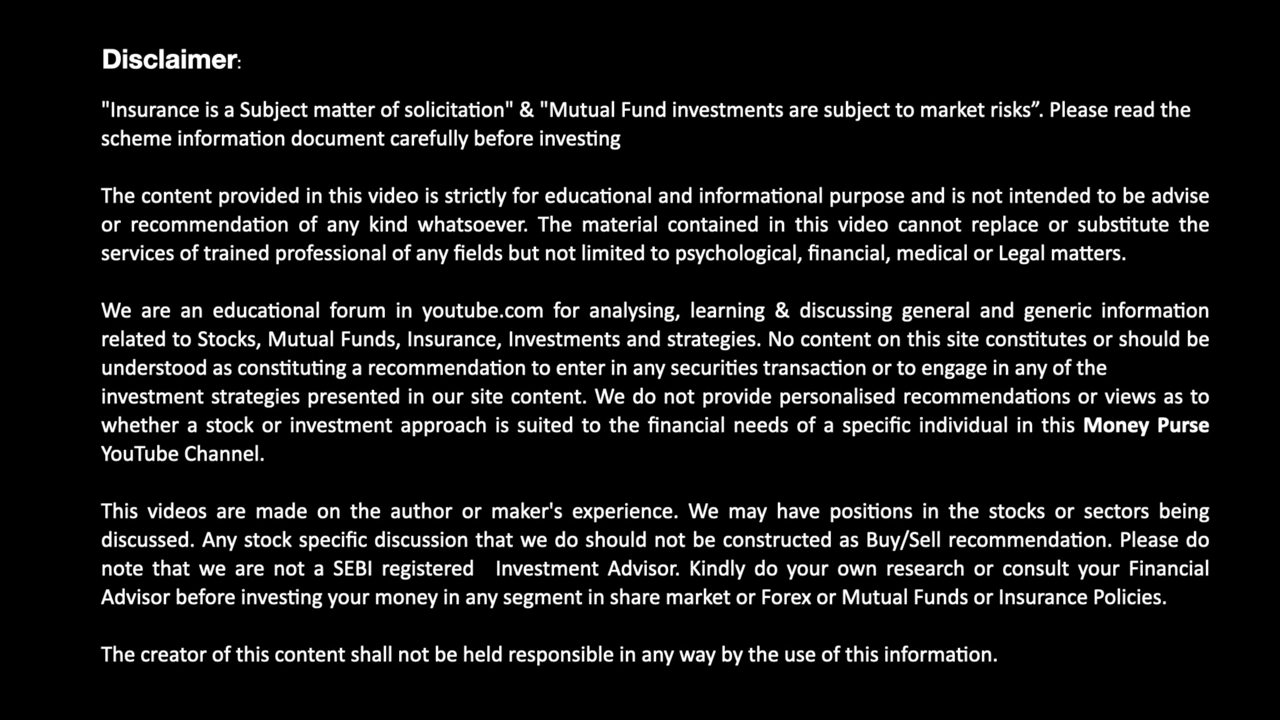 Disclaimer:
"Insurance is a Subject matter of solicitation" & "Mutual Fund investments are subject to market risks”. Please read the
scheme information document carefully before investing
The content provided in this video is strictly for educational and informational purpose and is not intended to be advise
or recommendation of any kind whatsoever. The material contained in this video cannot replace or substitute the
services of trained professional of any fields but not limited to psychological, financial, medical or Legal matters.
We are an educational forum in youtube.com for analysing, learning & discussing general and generic information
related to Stocks, Mutual Funds, Insurance, Investments and strategies. No content on this site constitutes or should be
understood as constituting a recommendation to enter in any securities transaction or to engage in any of the
investment strategies presented in our site content. We do not provide personalised recommendations or views as to
whether a stock or investment approach is suited to the financial needs of a specific individual in this Money Purse
YouTube Channel.
This videos are made on the author or maker's experience. We may have positions in the stocks or sectors being
discussed. Any stock specific discussion that we do should not be constructed as Buy/Sell recommendation. Please do
note that we are not a SEBI registered Investment Advisor. Kindly do your own research or consult your Financial
Advisor before investing your money in any segment in share market or Forex or Mutual Funds or Insurance Policies.
The creator of this content shall not be held responsible in any way by the use of this information.